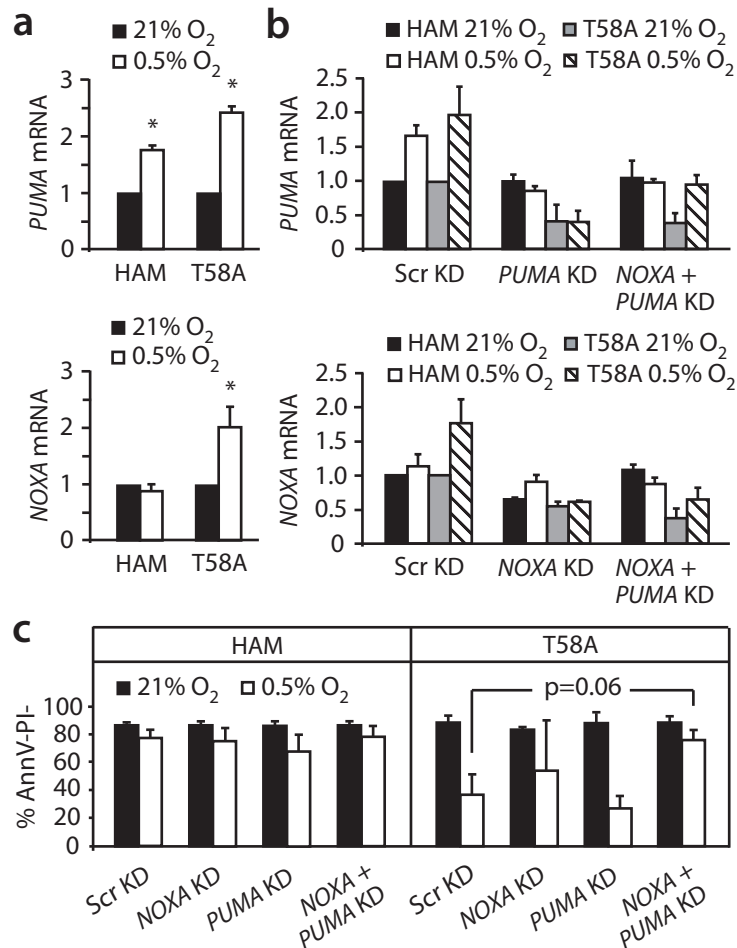 a
21% O2
0.5% O2
PUMA mRNA
3
2
1
0
*
*
HAM T58A
21% O2
0.5% O2
NOXA mRNA
3
2
1
0
*
HAM T58A
b
HAM 21% O2 T58A 21% O2
HAM 0.5% O2 T58A 0.5% O2
PUMA mRNA
2.5
2.0
1.5
1.0
0.5
0
Scr KD PUMA KD NOXA +
PUMA KD
HAM 21% O2 T58A 21% O2
HAM 0.5% O2 T58A 0.5% O2
NOXA mRNA
2.5
2.0
1.5
1.0
0.5
0
Scr KD NOXA KD NOXA +
PUMA KD
c
HAM T58A
21% O2 0.5% O2
p=0.06
% AnnV-PI-
100
80
60
40
20
0
Scr KD
NOXA KD
PUMA KD
NOXA +
PUMA KD
Scr KD
NOXA KD
PUMA KD
NOXA +
PUMA KD